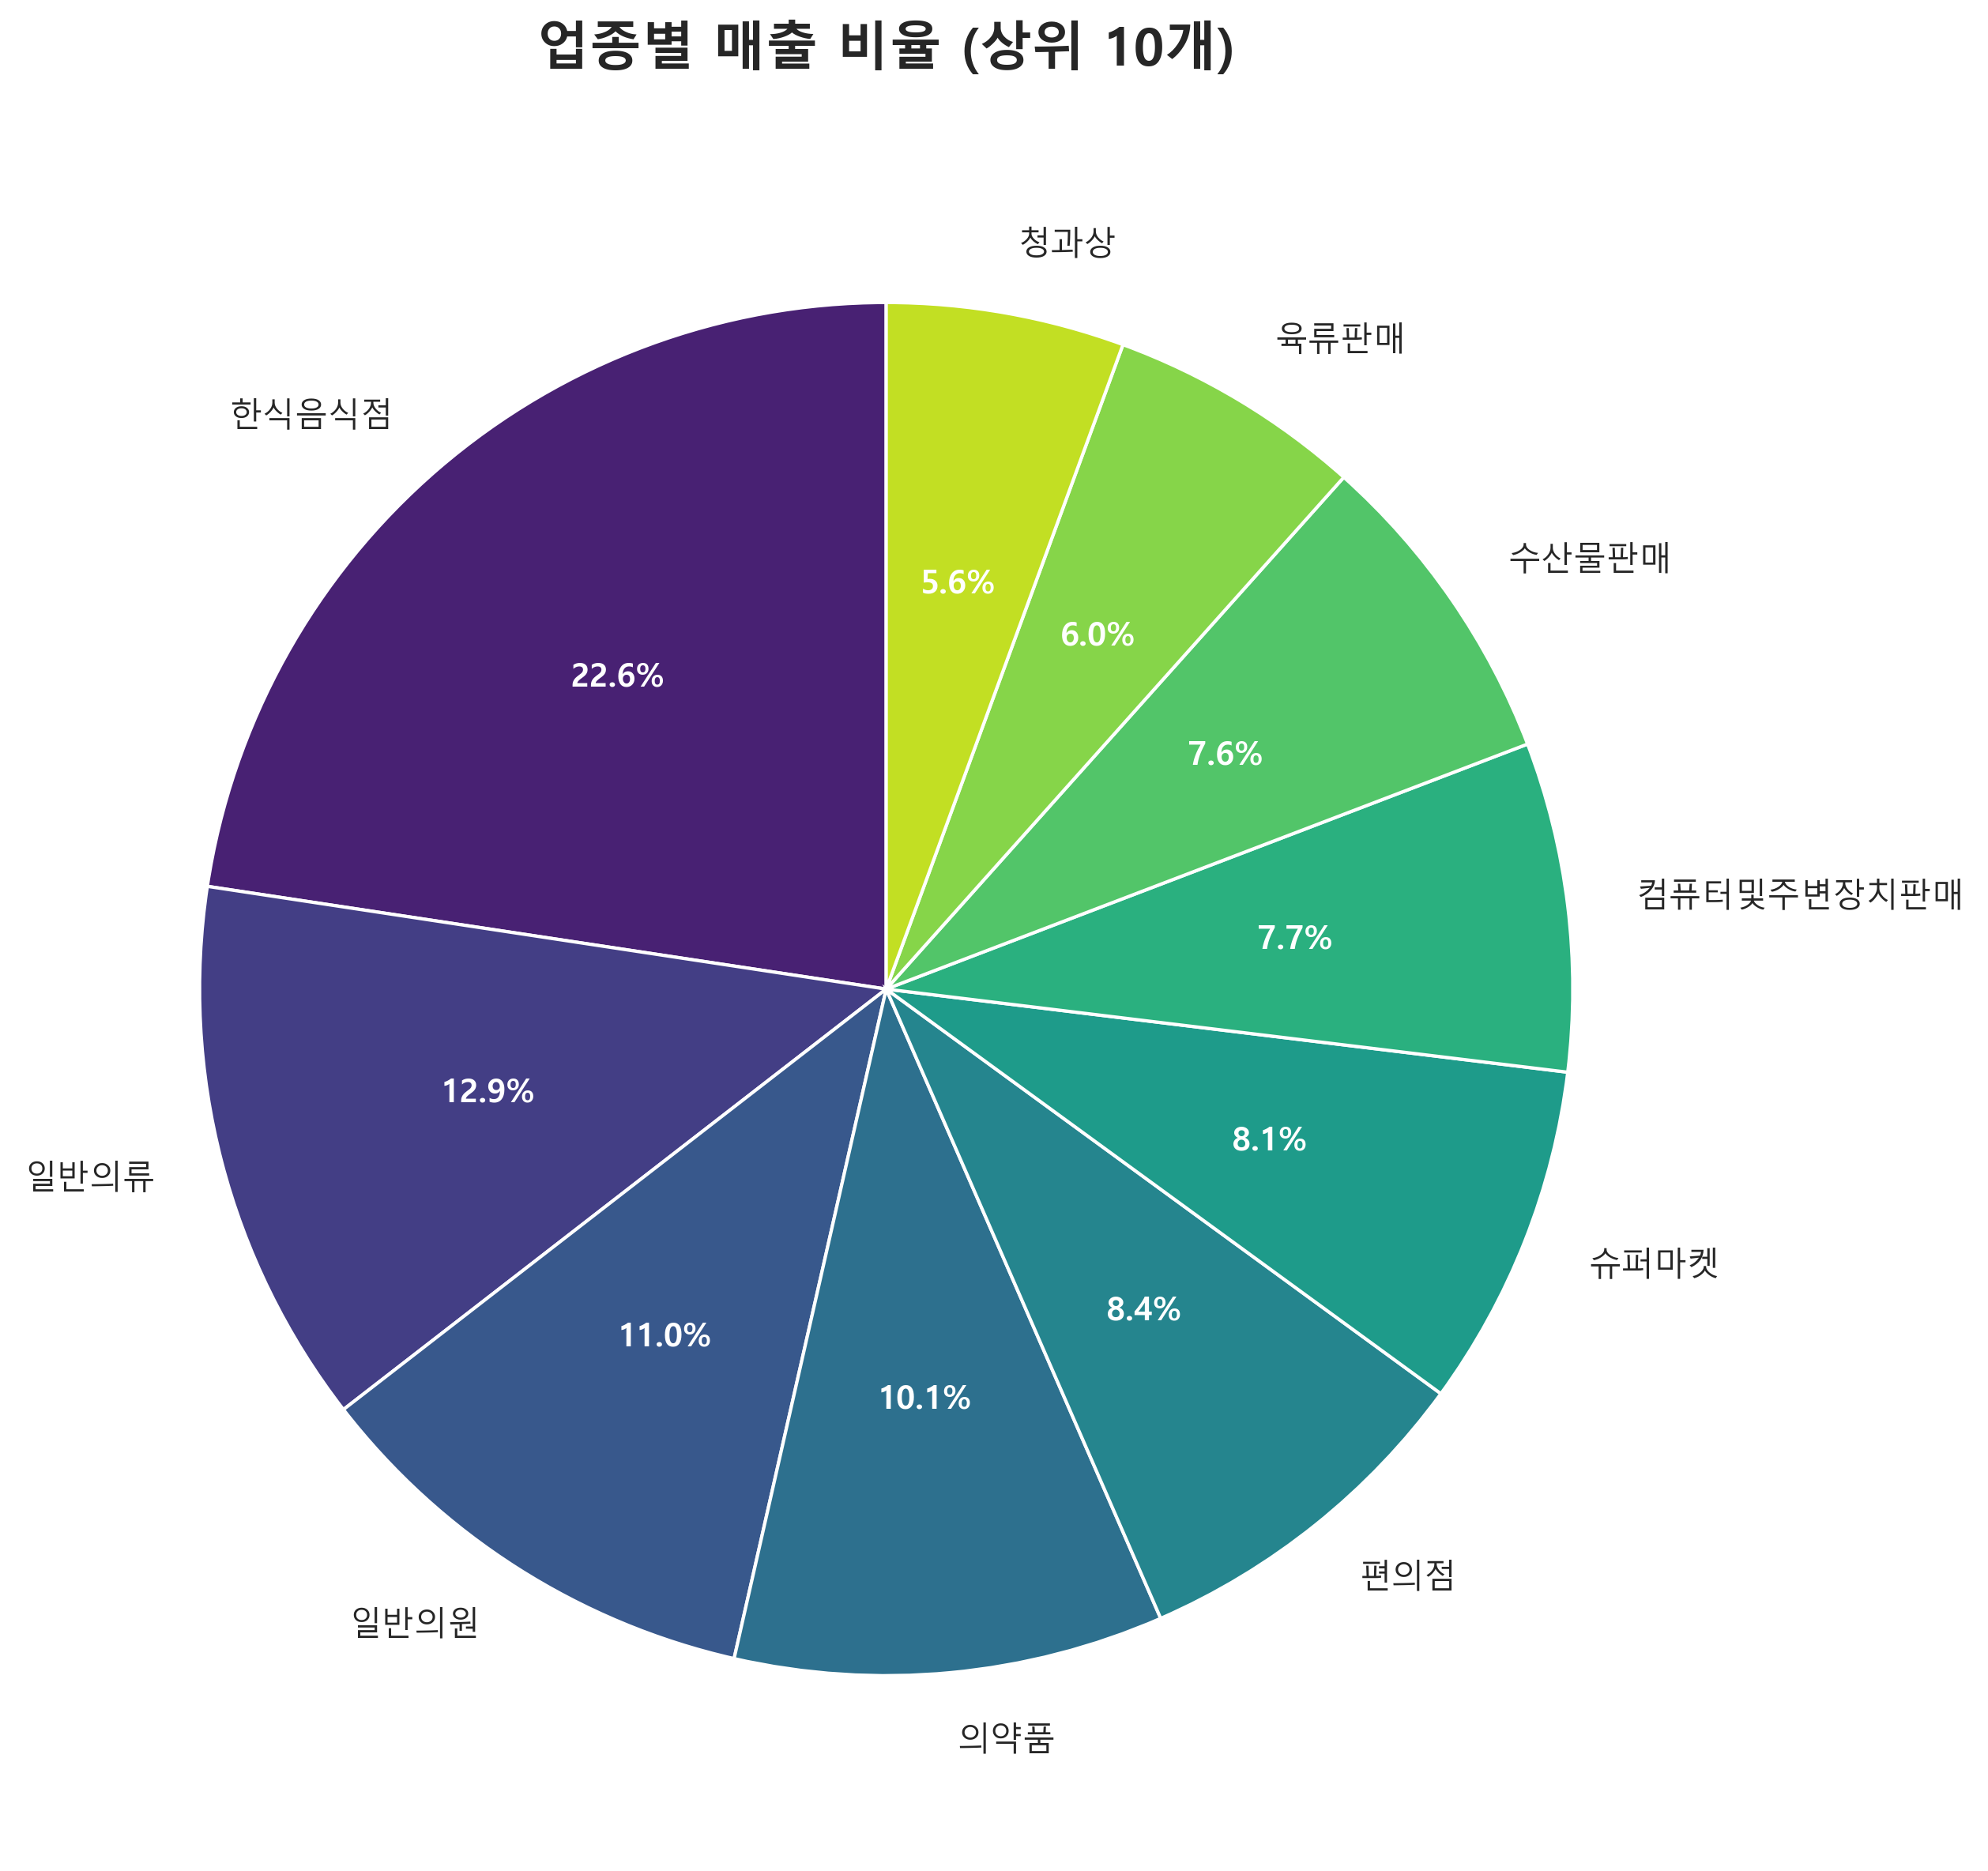 업종별 매출 비율 (상위 10개)
청과상
육류판매
한식음식점
수산물판매
5.6%
6.0%
22.6%
7.6%
컴퓨터및주변장치판매
7.7%
12.9%
8.1%
일반의류
슈퍼마켓
8.4%
11.0%
10.1%
편의점
일반의원
의약품